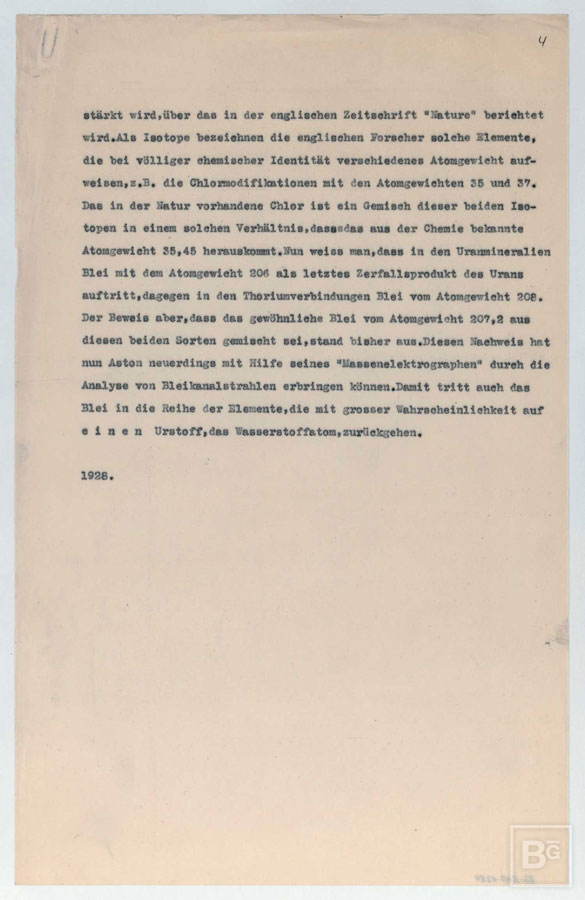 4
stärkt wird,über das in der englischen Zeitschrift "Nature" berichtet
wird.Als Isotope bezeichnen die englischen Forscher solche Elemente,
die bei völliger chemischer Identität verschiedenes Atomgewicht auf-
weisen,z.B. die Chlormodifikationen mit den Atomgewichten 35 und 37.
Das in der Natur vorhandene Chlor ist ein Gemisch dieser beiden Iso-
topen in einem solchen Verhältnis,dasssdas aus der Chemie bekannte
Atomgewicht 35,45 herauskommt.Nun weiss man,dass in den Uranmineralien
Blei mit dem Atomgewicht 206 als letztes Zerfallsprodukt des Urans
auftritt,dagegen in den Thoriumverbindungen Blei vom Atomgewicht 208.
Der Beweis aber,dass das gewöhnliche Blei vom Atomgewicht 207,2 aus
diesen beiden Sorten gemischt sei,stand bisher aus.Diesen Nachweis hat
nun Aston neuerdings mit Hilfe seines "Massenelektrographen" durch die
Analyse von Bleikanalstrahlen erbringen können.Damit tritt auch das
Blei in die Reihe der Elemente,die mit grosser Wahrscheinlichkeit auf
e i n e n Urstoff,das Wasserstoffatom,zurückgehen.
1928.
BG